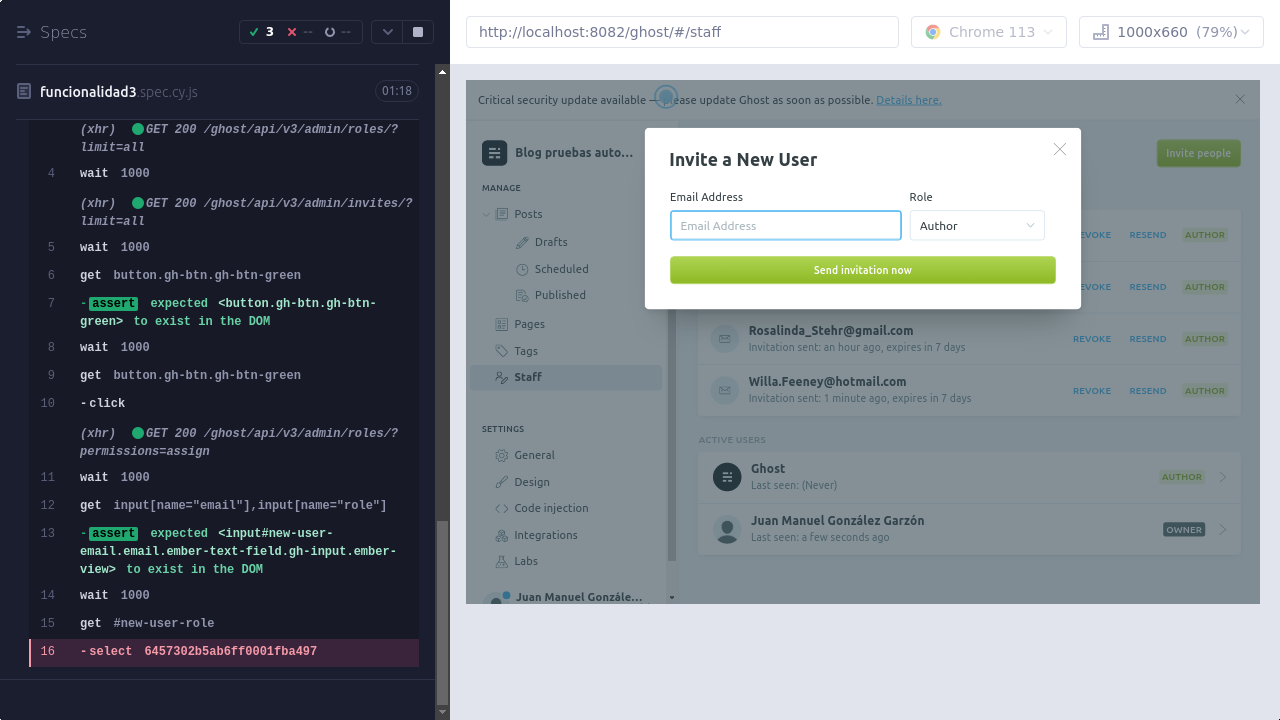 Specs
3
--
--
funcionalidad3.spec.cy.js
01:18
(xhr) GET 200 /ghost/api/v3/admin/roles/?
limit=all
4 wait 1000
(xhr) GET 200 /ghost/api/v3/admin/invites/?
limit=all
5 wait 1000
6 get button.gh-btn.gh-btn-green
7 -assert expected <button.gh-btn.gh-btn-
green> to exist in the DOM
8 wait 1000
9 get button.gh-btn.gh-btn-green
10 -click
(xhr) GET 200 /ghost/api/v3/admin/roles/?
permissions=assign
11 wait 1000
12 get input[name="email"],input[name="role"]
13 -assert expected <input#new-user-
email.email.ember-text-field.gh-input.ember-
view> to exist in the DOM
14 wait 1000
15 get #new-user-role
16 -select 6457302b5ab6ff0001fba497
http://localhost:8082/ghost/#/staff
Chrome 113
1000x660 (79%)
Critical security update available — please update Ghost as soon as possible. Details here.
Blog pruebas auto...
MANAGE
Posts
Drafts
Scheduled
Published
Pages
Tags
Staff
SETTINGS
General
Design
Code injection
Integrations
Labs
Juan Manuel Gonzále...
Invite people
Invite a New User
Email Address
Role
Email Address
Author
Send invitation now
EVOKE RESEND AUTHOR
EVOKE RESEND AUTHOR
Rosalinda_Stehr@gmail.com
Invitation sent: an hour ago, expires in 7 days
REVOKE RESEND AUTHOR
Willa.Feeney@hotmail.com
Invitation sent: 1 minute ago, expires in 7 days
REVOKE RESEND AUTHOR
ACTIVE USERS
Ghost
Last seen: (Never)
AUTHOR
Juan Manuel González Garzón
Last seen: a few seconds ago
OWNER